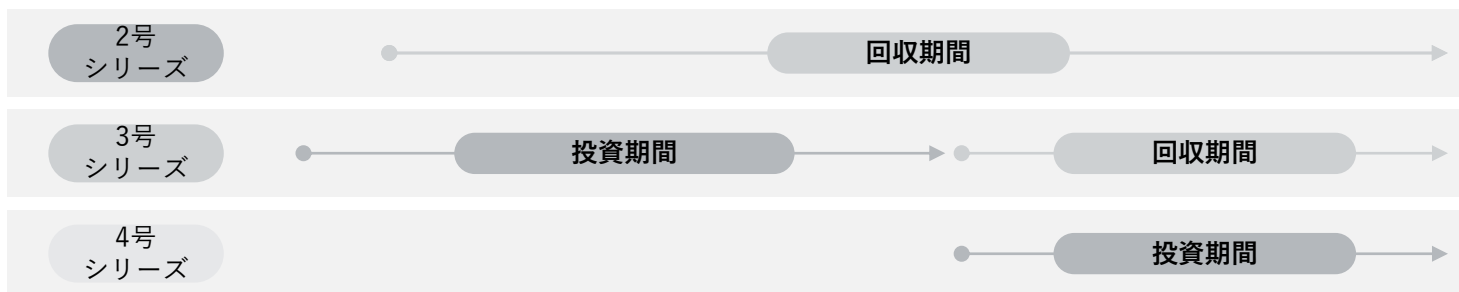 2号
シリーズ
回収期間
3号
シリーズ
投資期間
回収期間
4号
シリーズ
投資期間